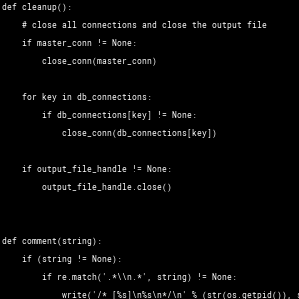 def cleanup():
    # close all connections and close the output file
    if master_conn != None:
        close_conn(master_conn)

    for key in db_connections:
        if db_connections[key] != None:
            close_conn(db_connections[key])

    if output_file_handle != None:
        output_file_handle.close()


def comment(string):
    if (string != None):
        if re.match('.*\\n.*', string) != None:
            write('/* [%s]\n%s\n*/\n' % (str(os.getpid()), s